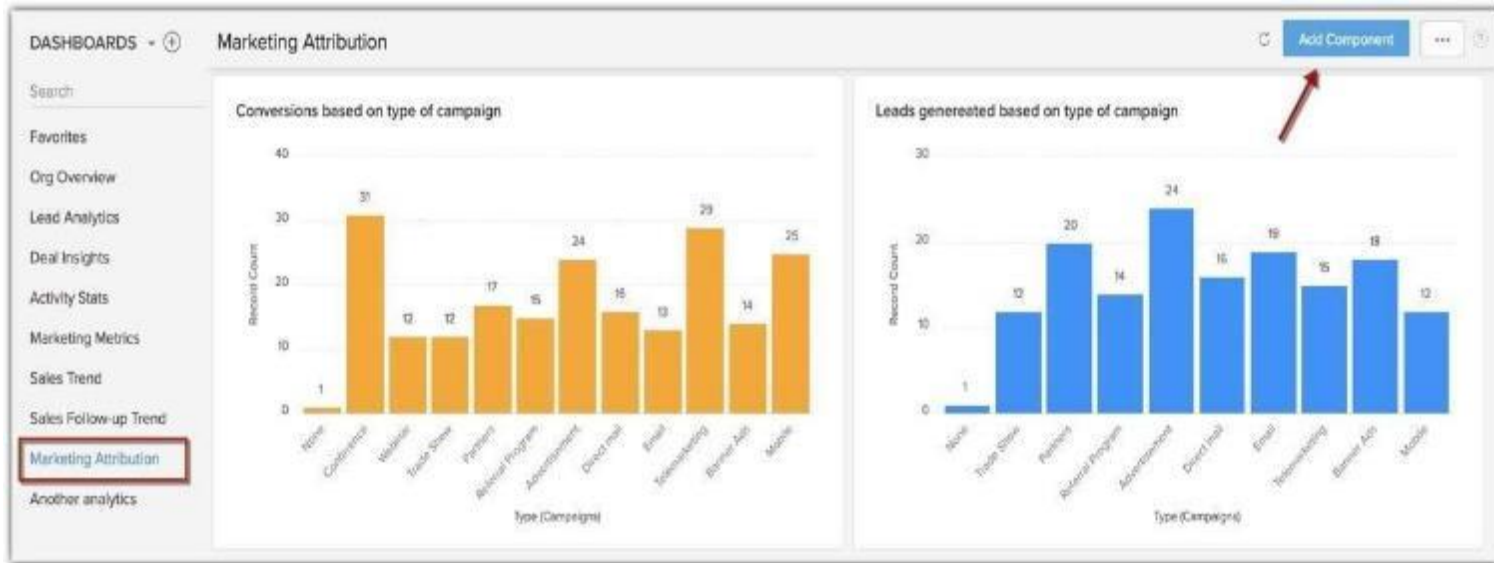 DASHBOARDS
Marketing Attribution
Add Component
...
Search
Favorites
Org Overview
Lead Analytics
Deal Insights
Activity Stats
Marketing Metrics
Sales Trend
Sales Follow-up Trend
Marketing Attribution
Another analytics
Conversions based on type of campaign
40
30
20
10
0
Record Count
1
31
12
12
17
15
24
16
13
29
14
25
None
Conference
Webinar
Trade Show
Partners
Referral Program
Advertisement
Direct mail
Email
Telemarketing
Banner Ads
Mobile
Type (Campaigns)
Leads genereated based on type of campaign
30
20
10
0
Record Count
1
12
20
14
24
16
19
15
18
12
None
Trade Show
Partners
Referral Program
Advertisement
Direct mail
Email
Telemarketing
Banner Ads
Mobile
Type (Campaigns)